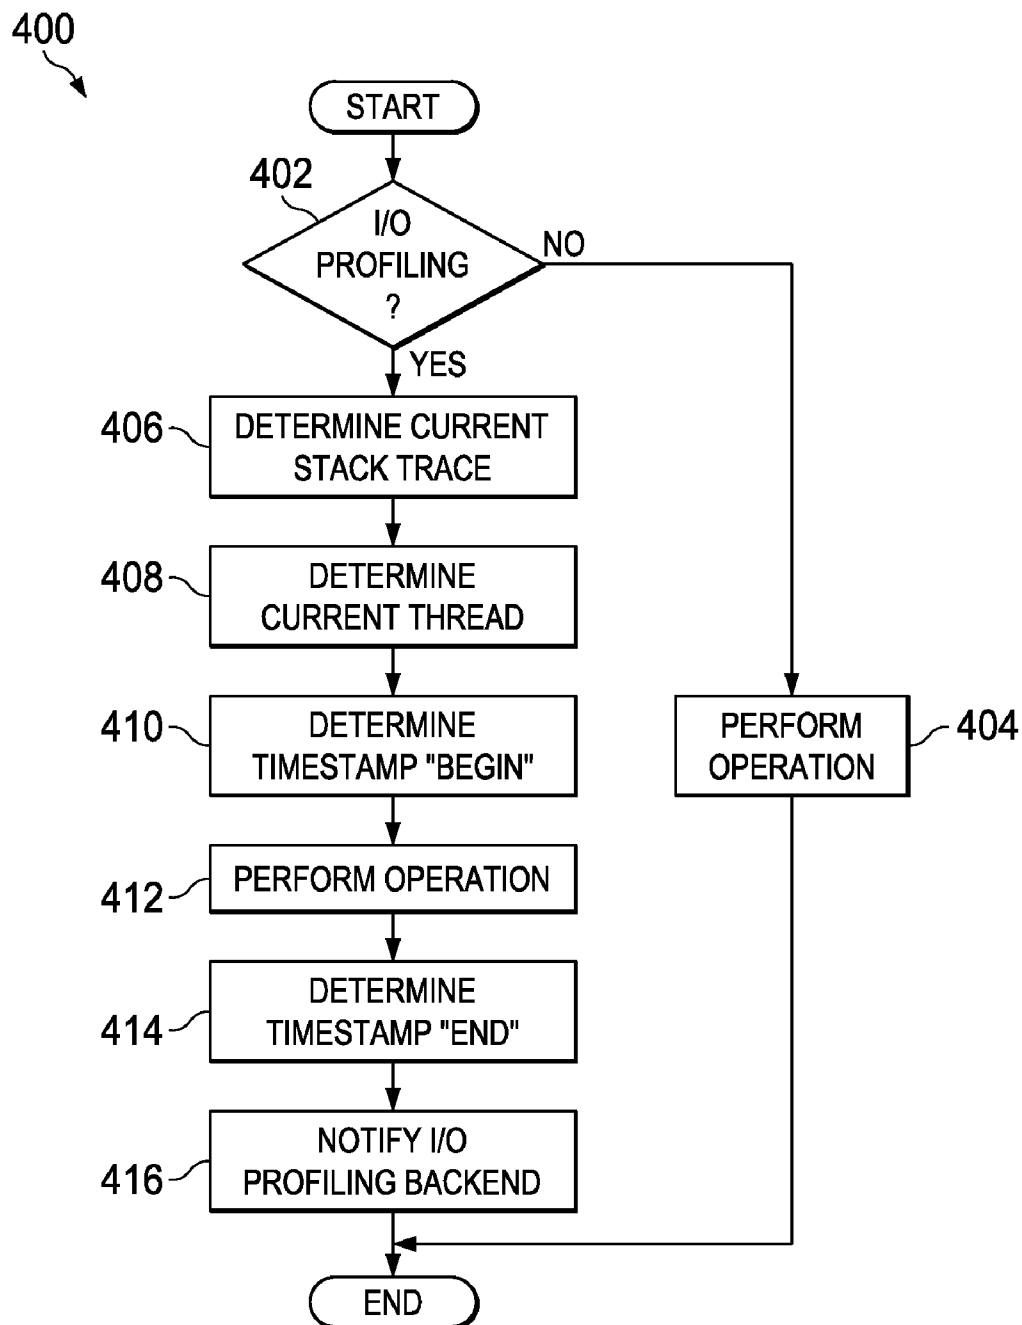 400
START
402
I/O
PROFILING
?
NO
YES
406
DETERMINE CURRENT
STACK TRACE
408
DETERMINE
CURRENT THREAD
410
DETERMINE
TIMESTAMP "BEGIN"
PERFORM
OPERATION
404
412
PERFORM OPERATION
414
DETERMINE
TIMESTAMP "END"
416
NOTIFY I/O
PROFILING BACKEND
END